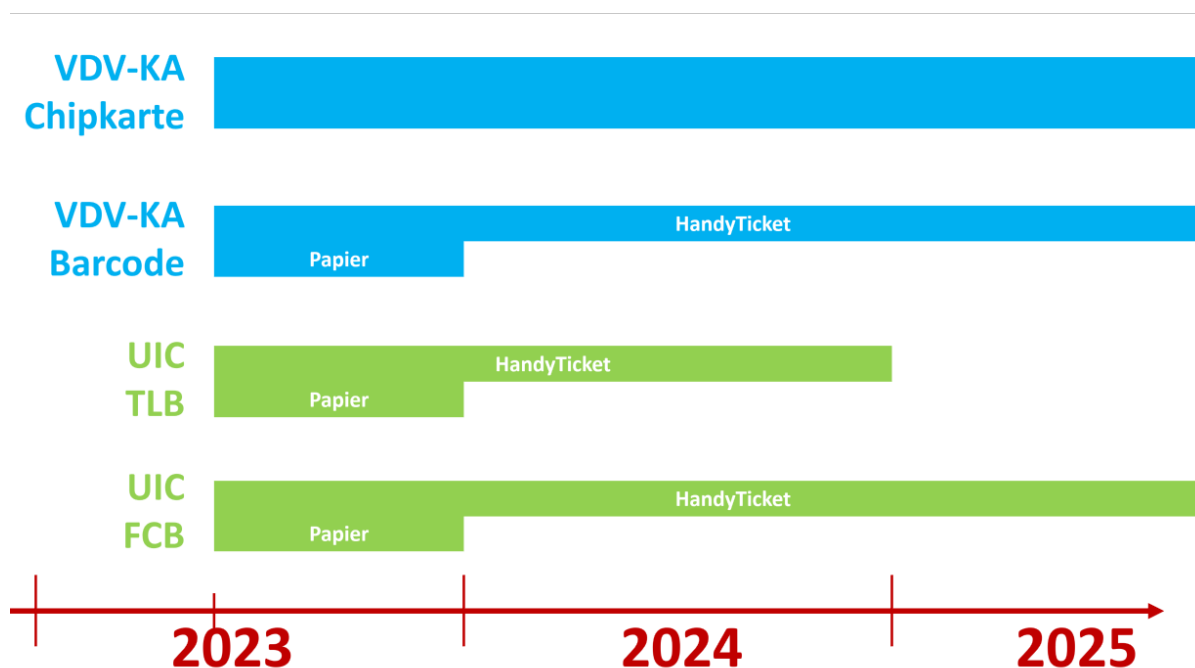 VDV-KA
Chipkarte
VDV-KA
Barcode
HandyTicket
Papier
UIC
TLB
HandyTicket
Papier
UIC
FCB
HandyTicket
Papier
2023
2024
2025